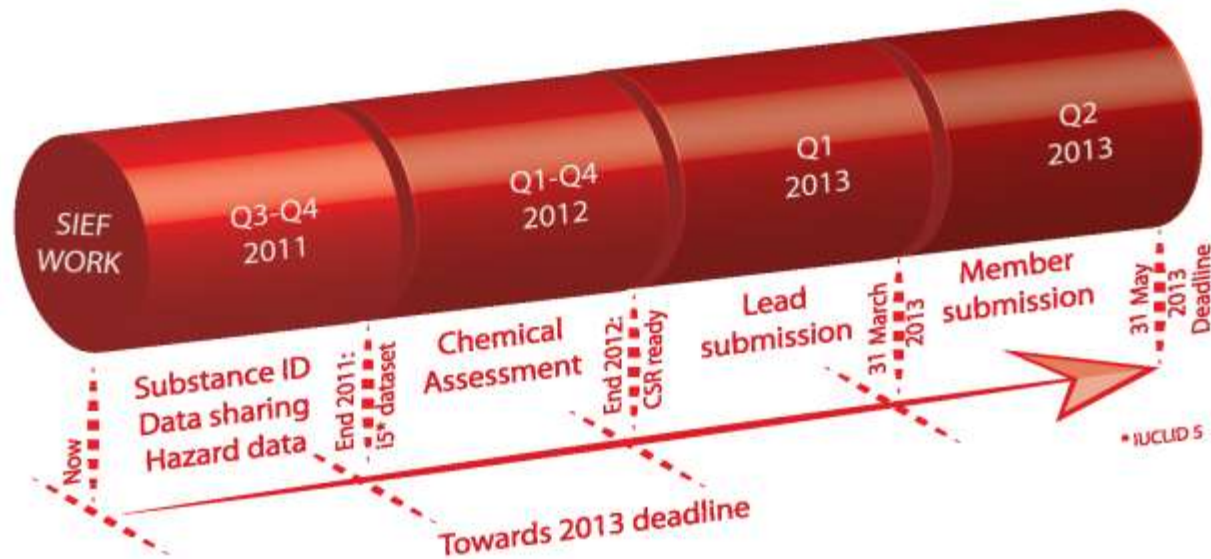 SIEF
WORK
Q3-Q4
2011
Q1-Q4
2012
Q1
2013
Q2
2013
Now
Substance ID
Data sharing
Hazard data
End 2011:
i5* dataset
Chemical
Assessment
End 2012:
CSR ready
Lead
submission
31 March
2013
Member
submission
31 May
2013
Deadline
* IUCLID 5
Towards 2013 deadline